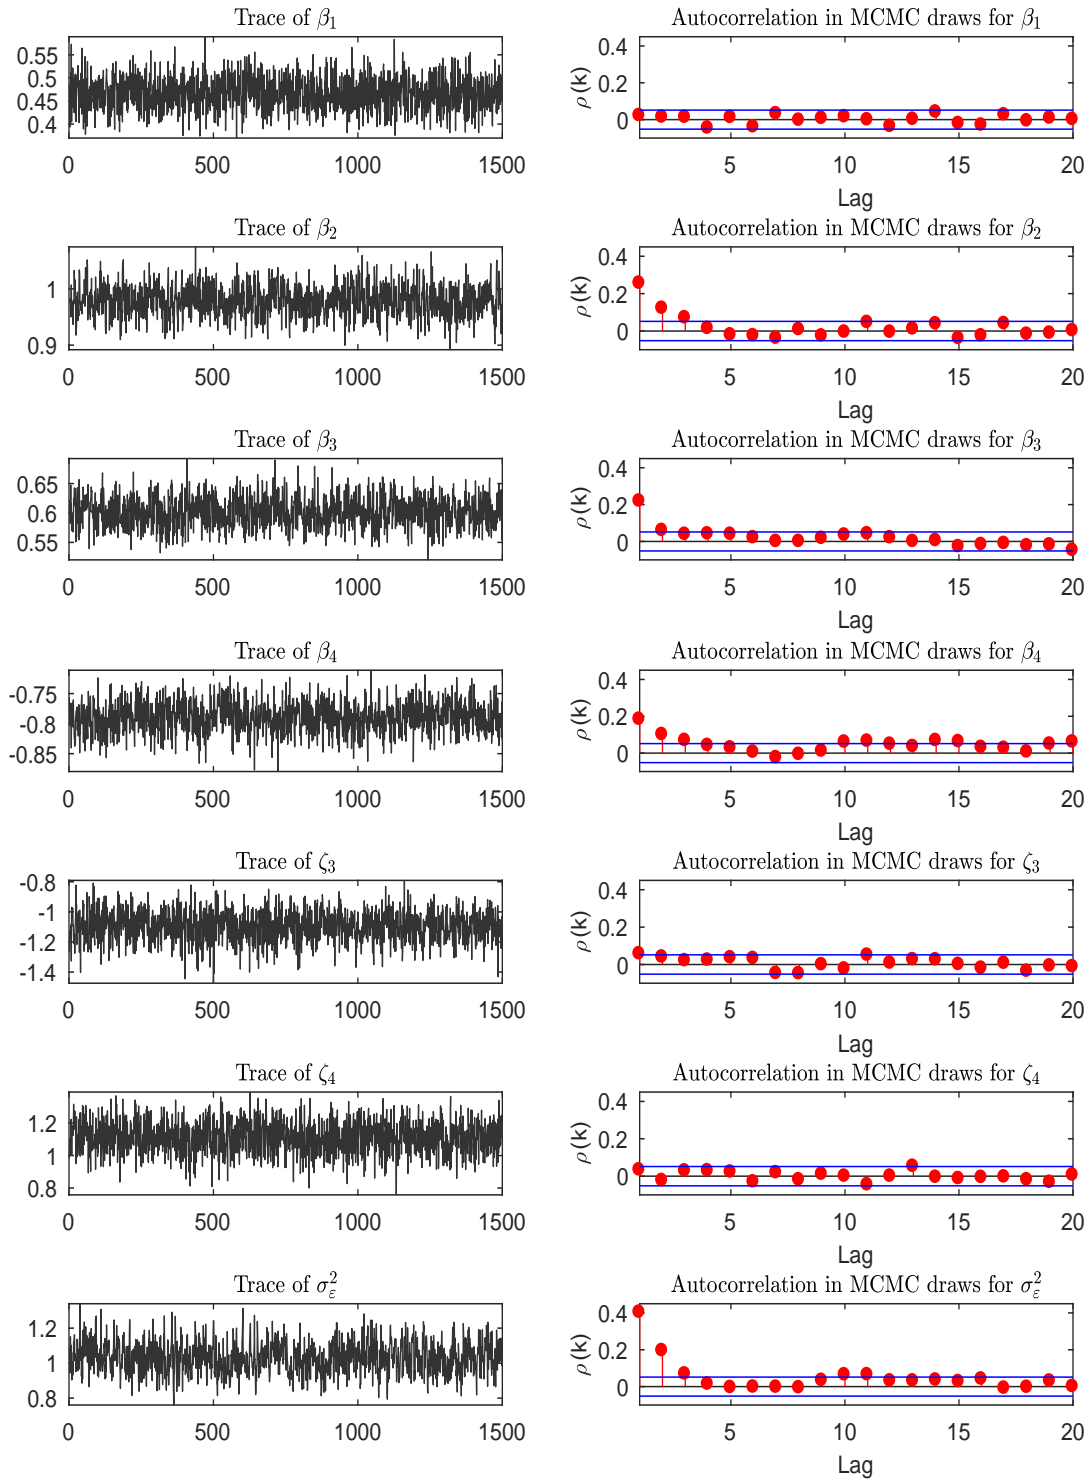 Trace of β₁
0.55
0.5
0.45
0.4
0 500 1000 1500
Autocorrelation in MCMC draws for β₁
ρ(k)
0.4
0.2
0
5 10 15 20
Lag
Trace of β₂
1
0.9
0 500 1000 1500
Autocorrelation in MCMC draws for β₂
ρ(k)
0.4
0.2
0
5 10 15 20
Lag
Trace of β₃
0.65
0.6
0.55
0 500 1000 1500
Autocorrelation in MCMC draws for β₃
ρ(k)
0.4
0.2
0
5 10 15 20
Lag
Trace of β₄
-0.75
-0.8
-0.85
0 500 1000 1500
Autocorrelation in MCMC draws for β₄
ρ(k)
0.4
0.2
0
5 10 15 20
Lag
Trace of ζ₃
-0.8
-1
-1.2
-1.4
0 500 1000 1500
Autocorrelation in MCMC draws for ζ₃
ρ(k)
0.4
0.2
0
5 10 15 20
Lag
Trace of ζ₄
1.2
1
0.8
0 500 1000 1500
Autocorrelation in MCMC draws for ζ₄
ρ(k)
0.4
0.2
0
5 10 15 20
Lag
Trace of σ²_ε
1.2
1
0.8
0 500 1000 1500
Autocorrelation in MCMC draws for σ²_ε
ρ(k)
0.4
0.2
0
5 10 15 20
Lag